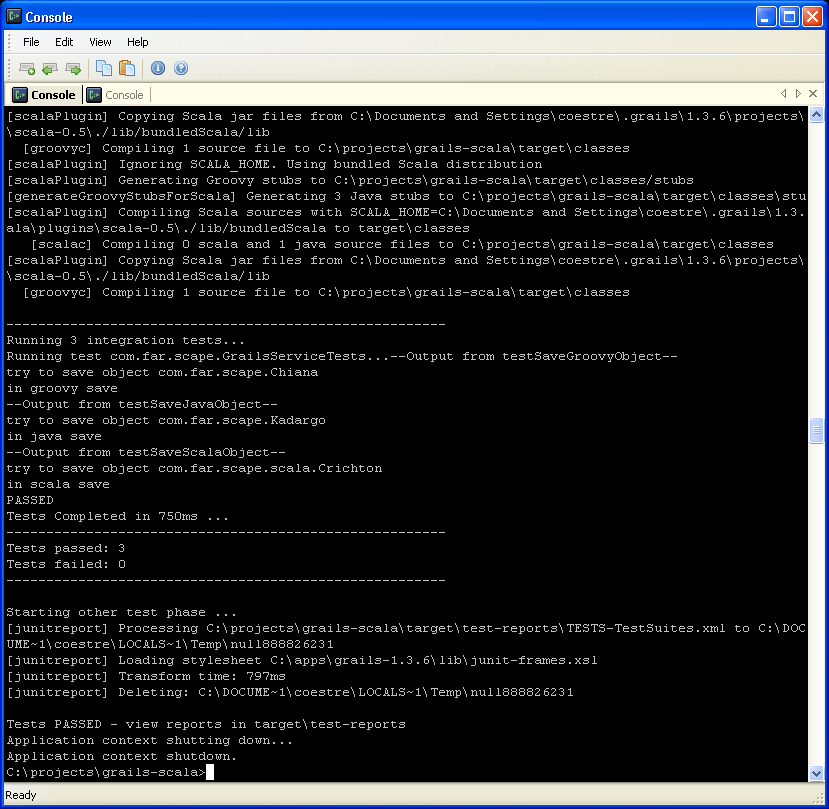 Console
File Edit View Help
Console Console
[scalaPlugin] Copying Scala jar files from C:\Documents and Settings\coestre\.grails\1.3.6\projects\
\scala-0.5\./lib/bundledScala/lib
[groovyc] Compiling 1 source file to C:\projects\grails-scala\target\classes
[scalaPlugin] Ignoring SCALA_HOME. Using bundled Scala distribution
[scalaPlugin] Generating Groovy stubs to C:\projects\grails-scala\target\classes/stubs
[generateGroovyStubsForScala] Generating 3 Java stubs to C:\projects\grails-scala\target\classes\stu
[scalaPlugin] Compiling Scala sources with SCALA_HOME=C:\Documents and Settings\coestre\.grails\1.3.
ala\plugins\scala-0.5\./lib/bundledScala to target\classes
[scalac] Compiling 0 scala and 1 java source files to C:\projects\grails-scala\target\classes
[scalaPlugin] Copying Scala jar files from C:\Documents and Settings\coestre\.grails\1.3.6\projects\
\scala-0.5\./lib/bundledScala/lib
[groovyc] Compiling 1 source file to C:\projects\grails-scala\target\classes
-------------------------------------------------------
Running 3 integration tests...
Running test com.far.scape.GrailsServiceTests...--Output from testSaveGroovyObject--
try to save object com.far.scape.Chiana
in groovy save
--Output from testSaveJavaObject--
try to save object com.far.scape.Kadargo
in java save
--Output from testSaveScalaObject--
try to save object com.far.scape.scala.Crichton
in scala save
PASSED
Tests Completed in 750ms ...
-------------------------------------------------------
Tests passed: 3
Tests failed: 0
-------------------------------------------------------
Starting other test phase ...
[junitreport] Processing C:\projects\grails-scala\target\test-reports\TESTS-TestSuites.xml to C:\DOC
UME~1\coestre\LOCALS~1\Temp\null888826231
[junitreport] Loading stylesheet C:\apps\grails-1.3.6\lib\junit-frames.xsl
[junitreport] Transform time: 797ms
[junitreport] Deleting: C:\DOCUME~1\coestre\LOCALS~1\Temp\null888826231
Tests PASSED - view reports in target\test-reports
Application context shutting down...
Application context shutdown.
C:\projects\grails-scala>
Ready